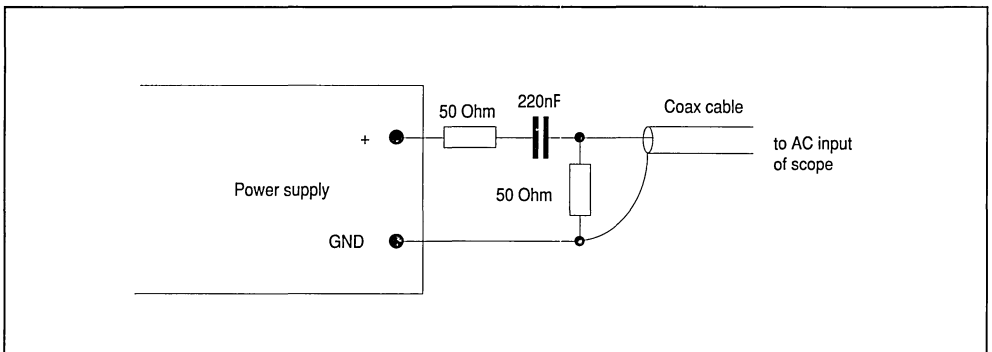 50 Ohm
220nF
Coax cable
+
to AC input
of scope
Power supply
50 Ohm
GND